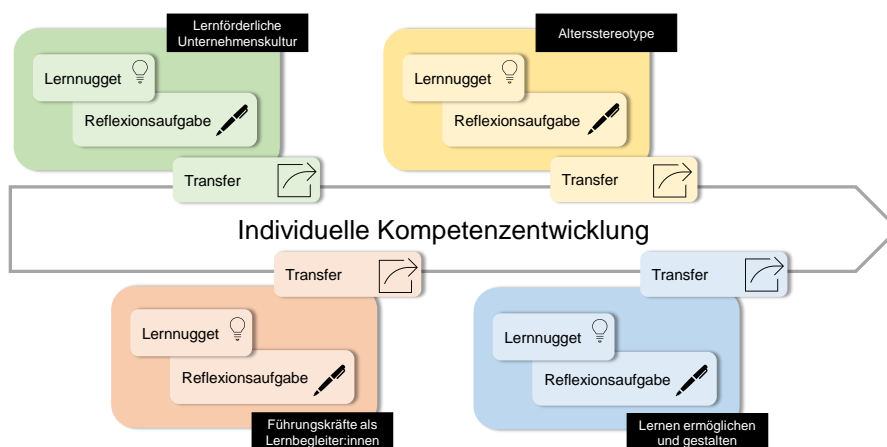 Lernförderliche
Unternehmenskultur
Lernnugget
Reflexionsaufgabe
Transfer
Altersstereotype
Lernnugget
Reflexionsaufgabe
Transfer
Individuelle Kompetenzentwicklung
Transfer
Lernnugget
Reflexionsaufgabe
Führungskräfte als
Lernbegleiter:innen
Transfer
Lernnugget
Reflexionsaufgabe
Lernen ermöglichen
und gestalten